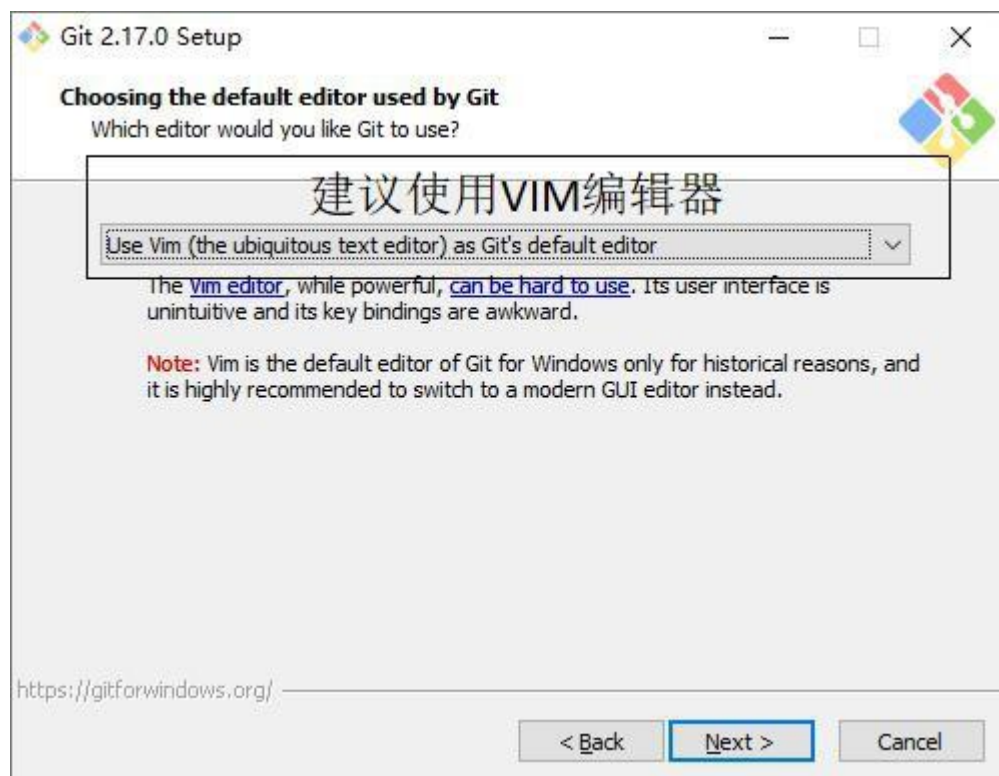 Git 2.17.0 Setup
Choosing the default editor used by Git
Which editor would you like Git to use?
建议使用VIM编辑器
Use Vim (the ubiquitous text editor) as Git's default editor
The Vim editor, while powerful, can be hard to use. Its user interface is
unintuitive and its key bindings are awkward.
Note: Vim is the default editor of Git for Windows only for historical reasons, and
it is highly recommended to switch to a modern GUI editor instead.
https://gitforwindows.org/
< Back Next > Cancel